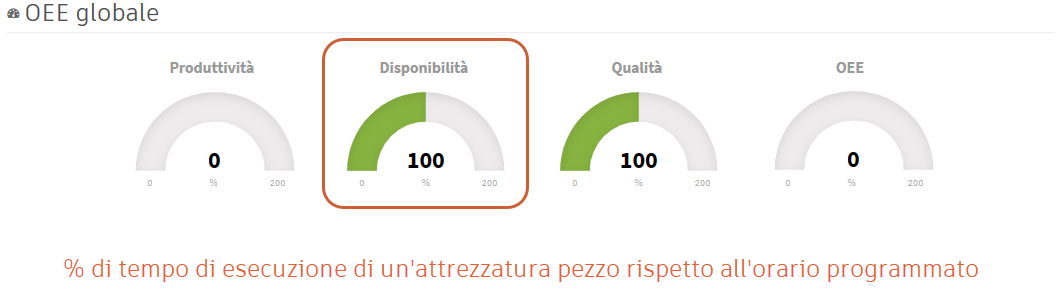 OEE globale
Produttività Disponibilità Qualità OEE
0 100 100 0
0 % 200 0 % 200 0 % 200 0 % 200
% di tempo di esecuzione di un'attrezzatura pezzo rispetto all'orario programmato